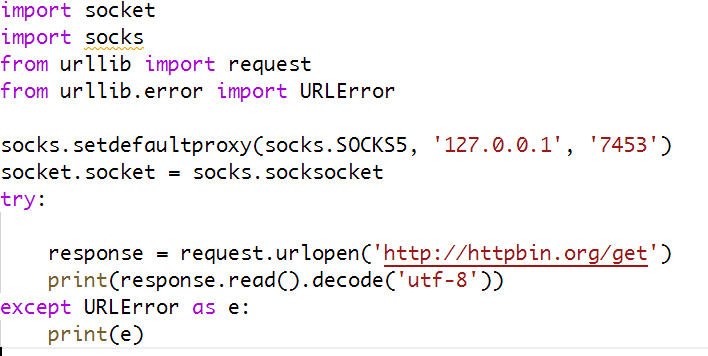 import socket
import socks
from urllib import request
from urllib.error import URLError
socks.setdefaultproxy(socks.SOCKS5, '127.0.0.1', '7453')
socket.socket = socks.socksocket
try:
    response = request.urlopen('http://httpbin.org/get')
    print(response.read().decode('utf-8'))
except URLError as e:
    print(e)